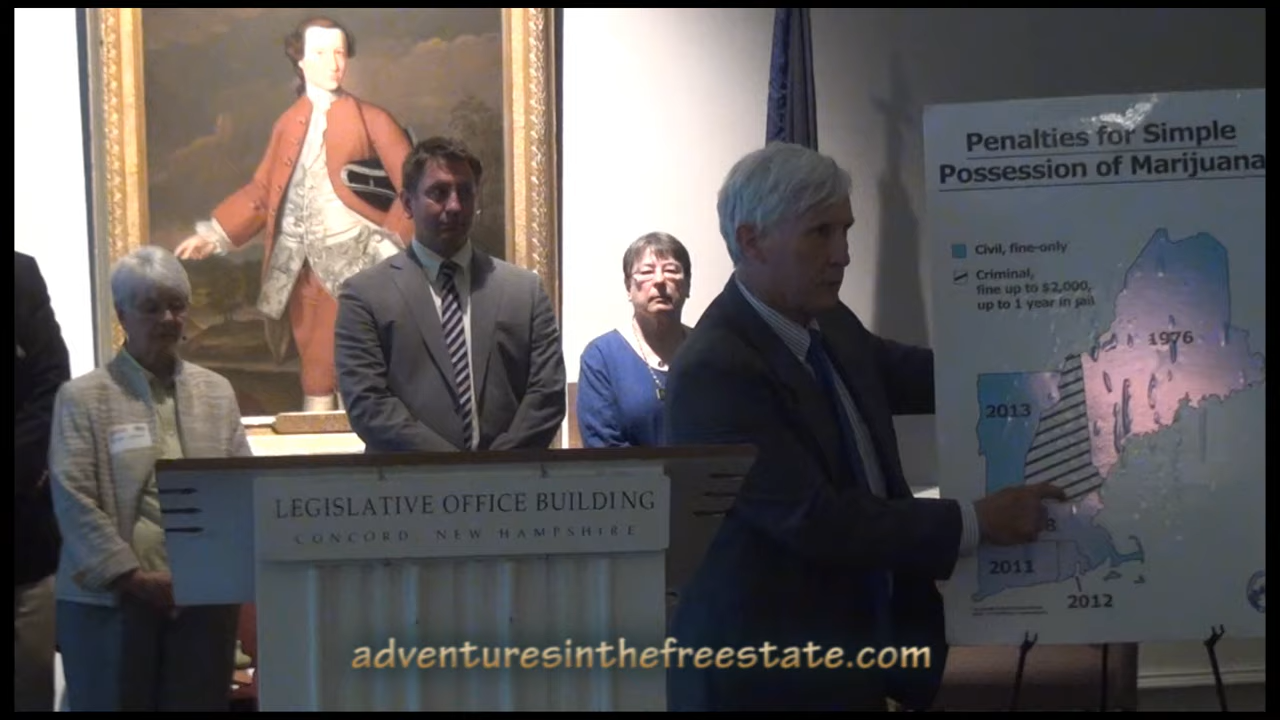 Penalties for Simple
Possession of Marijuana
Civil, fine-only
Criminal,
fine up to $2,000,
up to 1 year in jail
1976
2013
8
2011
2012
LEGISLATIVE OFFICE BUILDING
CONCORD, NEW HAMPSHIRE
adventuresinthefreestate.com